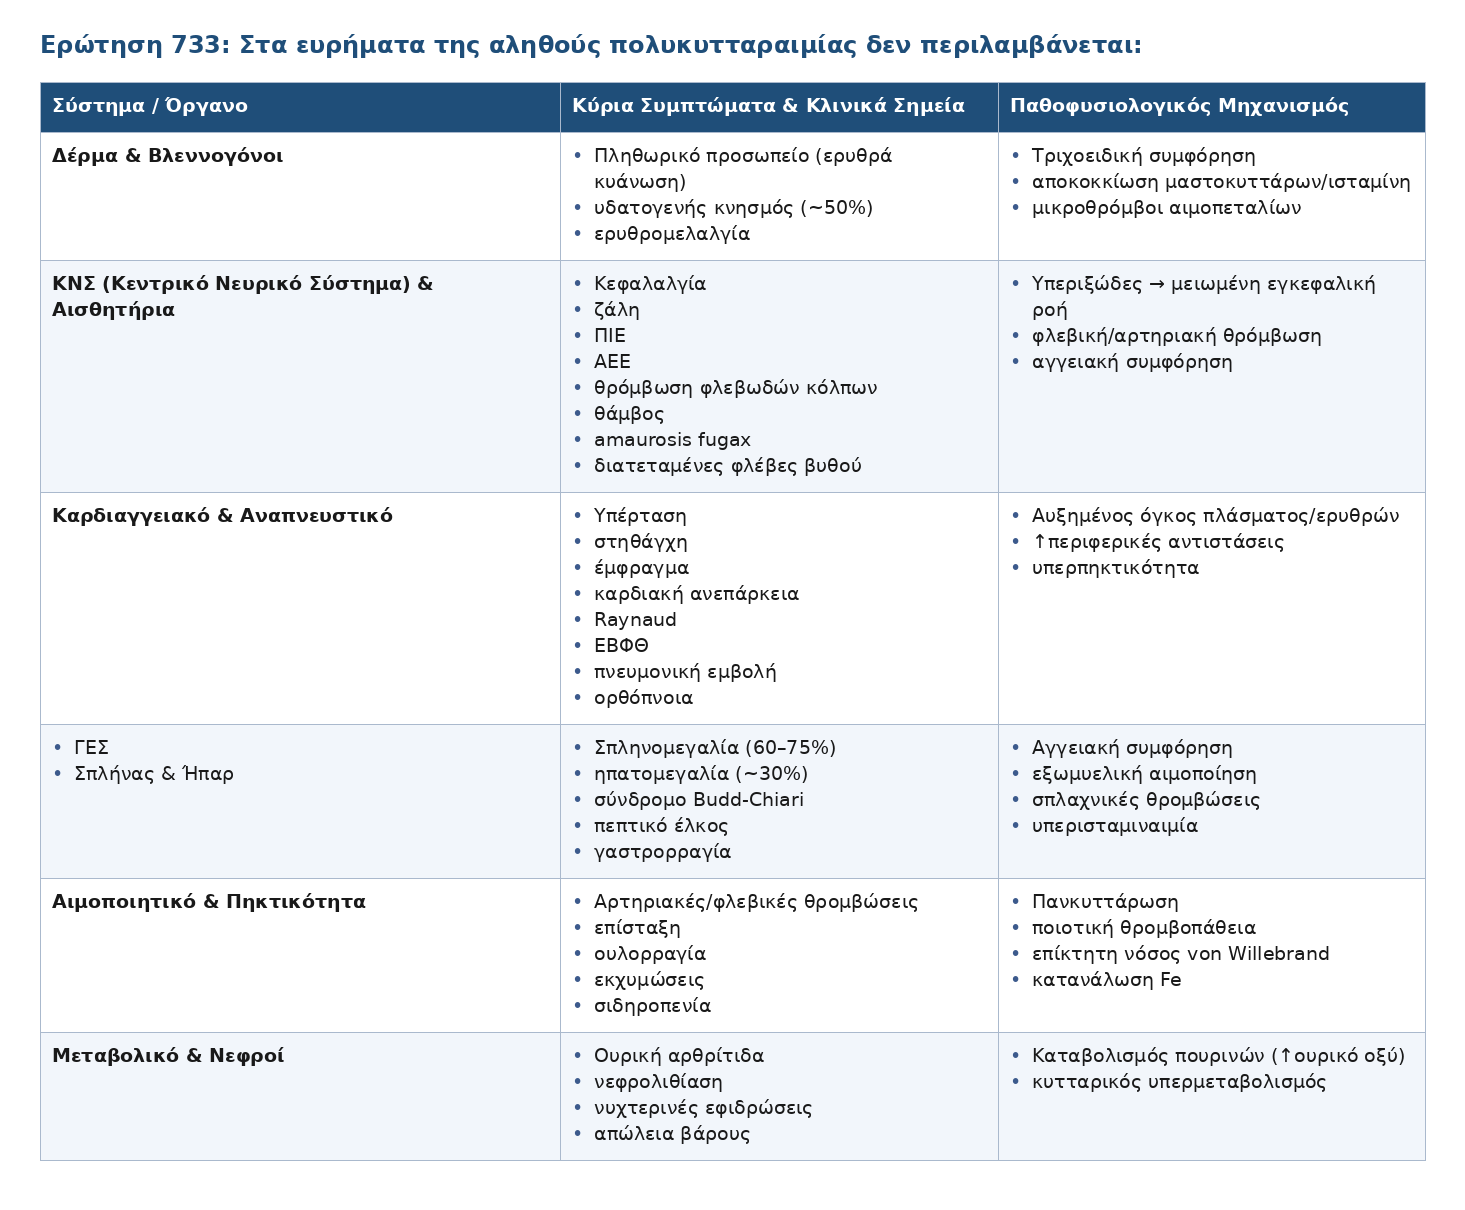 Ερώτηση 733: Στα ευρήματα της αληθούς πολυκυτταραιμίας δεν περιλαμβάνεται:
Σύστημα / Όργανο
Κύρια Συμπτώματα & Κλινικά Σημεία
Παθοφυσιολογικός Μηχανισμός
Δέρμα & Βλεννογόνοι
• Πληθωρικό προσωπείο (ερυθρά
κυάνωση)
• υδατογενής κνησμός (~50%)
• ερυθρομελαλγία
• Τριχοειδική συμφόρηση
• αποκοκκίωση μαστοκυττάρων/ισταμίνη
• μικροθρόμβοι αιμοπεταλίων
ΚΝΣ (Κεντρικό Νευρικό Σύστημα) &
Αισθητήρια
• Κεφαλαλγία
• ζάλη
• ΠΙΕ
• ΑΕΕ
• θρόμβωση φλεβωδών κόλπων
• θάμβος
• amaurosis fugax
• διατεταμένες φλέβες βυθού
• Υπεριξώδες → μειωμένη εγκεφαλική
ροή
• φλεβική/αρτηριακή θρόμβωση
• αγγειακή συμφόρηση
Καρδιαγγειακό & Αναπνευστικό
• Υπέρταση
• στηθάγχη
• έμφραγμα
• καρδιακή ανεπάρκεια
• Raynaud
• ΕΒΦΘ
• πνευμονική εμβολή
• ορθόπνοια
• Αυξημένος όγκος πλάσματος/ερυθρών
• ↑περιφερικές αντιστάσεις
• υπερπηκτικότητα
• ΓΕΣ
• Σπλήνας & Ήπαρ
• Σπληνομεγαλία (60–75%)
• ηπατομεγαλία (~30%)
• σύνδρομο Budd-Chiari
• πεπτικό έλκος
• γαστρορραγία
• Αγγειακή συμφόρηση
• εξωμυελική αιμοποίηση
• σπλαχνικές θρομβώσεις
• υπερισταμιναιμία
Αιμοποιητικό & Πηκτικότητα
• Αρτηριακές/φλεβικές θρομβώσεις
• επίσταξη
• ουλορραγία
• εκχυμώσεις
• σιδηροπενία
• Πανκυττάρωση
• ποιοτική θρομβοπάθεια
• επίκτητη νόσος von Willebrand
• κατανάλωση Fe
Μεταβολικό & Νεφροί
• Ουρική αρθρίτιδα
• νεφρολιθίαση
• νυχτερινές εφιδρώσεις
• απώλεια βάρους
• Καταβολισμός πουρινών (↑ουρικό οξύ)
• κυτταρικός υπερμεταβολισμός